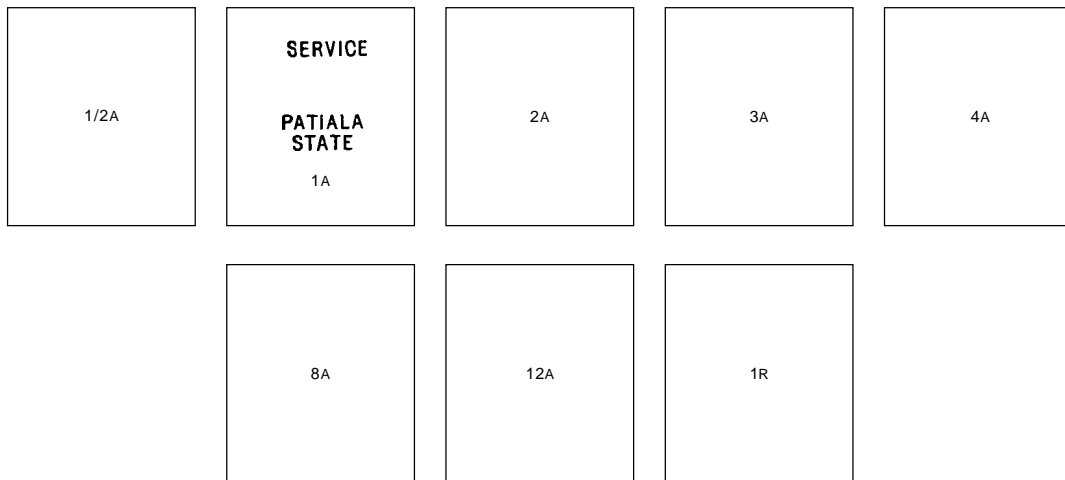 1/2A
SERVICE
PATIALA
STATE
1A
2A
3A
4A
8A
12A
1R